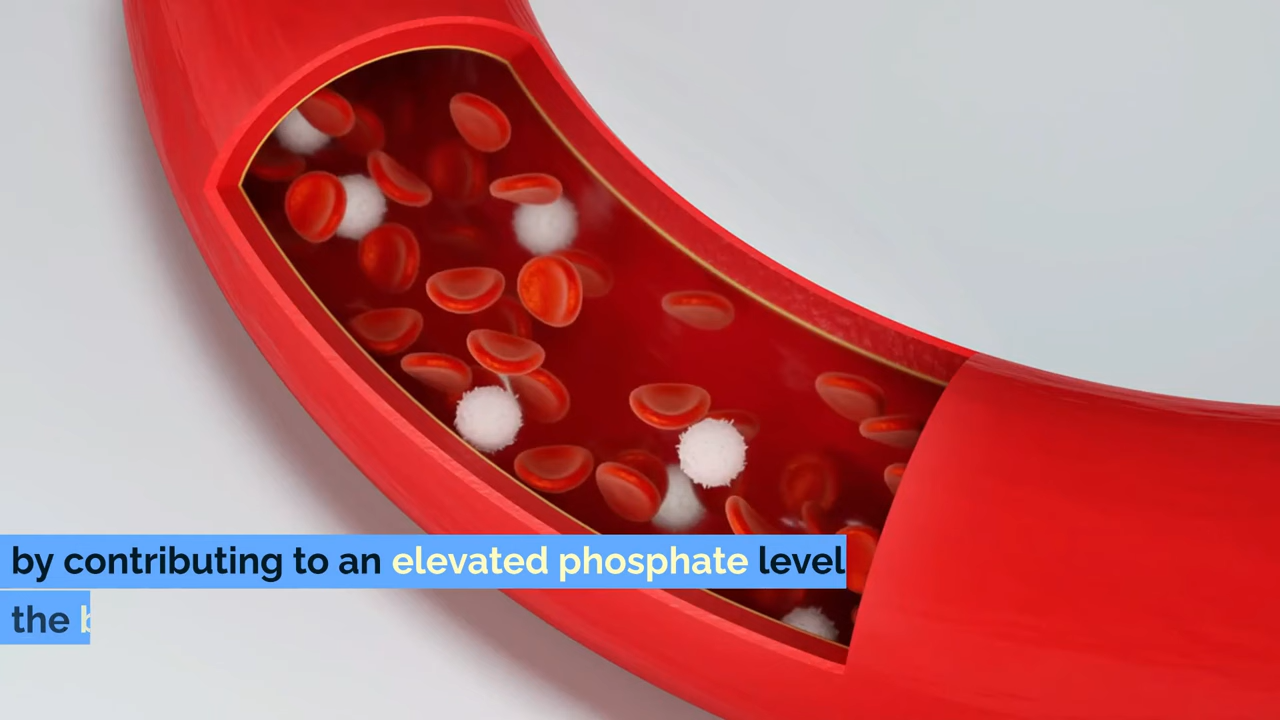 by contributing to an elevated phosphate level
the